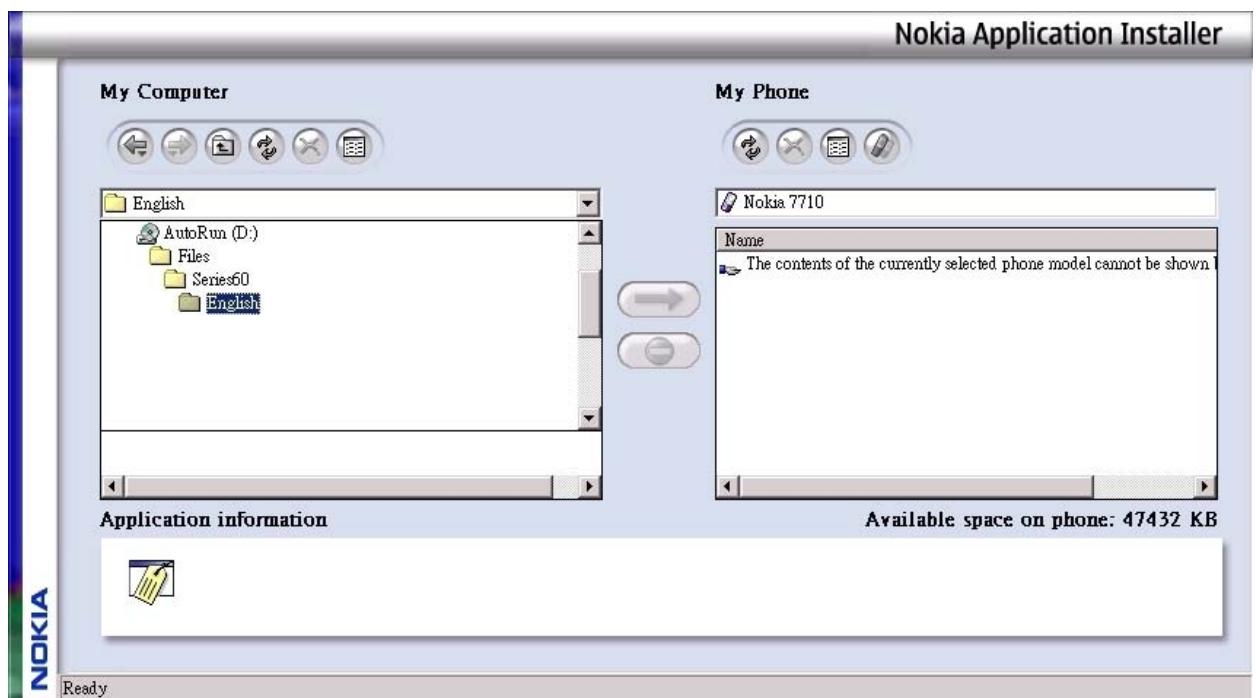 Nokia Application Installer
My Computer
My Phone
English
Nokia 7710
AutoRun (D:)
Files
Series60
English
Name
The contents of the currently selected phone model cannot be shown
Application information
Available space on phone: 47432 KB
NOKIA
Ready